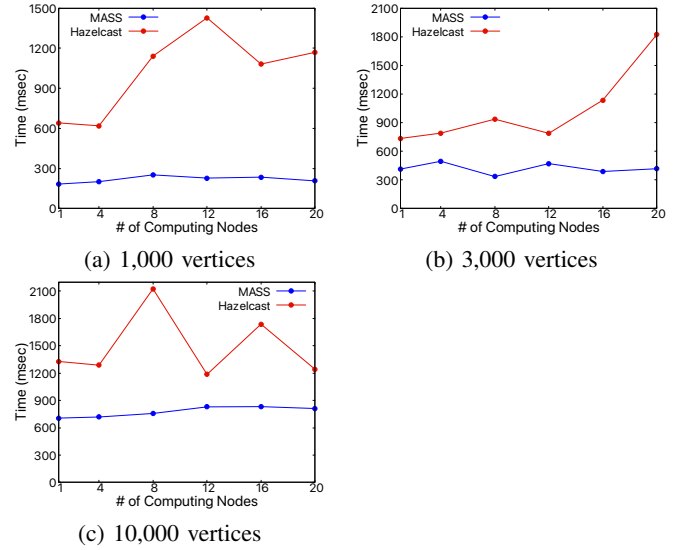 1500
1200
900
600
300
0
Time (msec)
MASS
Hazelcast
1 4 8 12 16 20
# of Computing Nodes
(a) 1,000 vertices
2100
1800
1500
1200
900
600
300
0
Time (msec)
MASS
Hazelcast
1 4 8 12 16 20
# of Computing Nodes
(b) 3,000 vertices
2100
1800
1500
1200
900
600
300
0
Time (msec)
MASS
Hazelcast
1 4 8 12 16 20
# of Computing Nodes
(c) 10,000 vertices